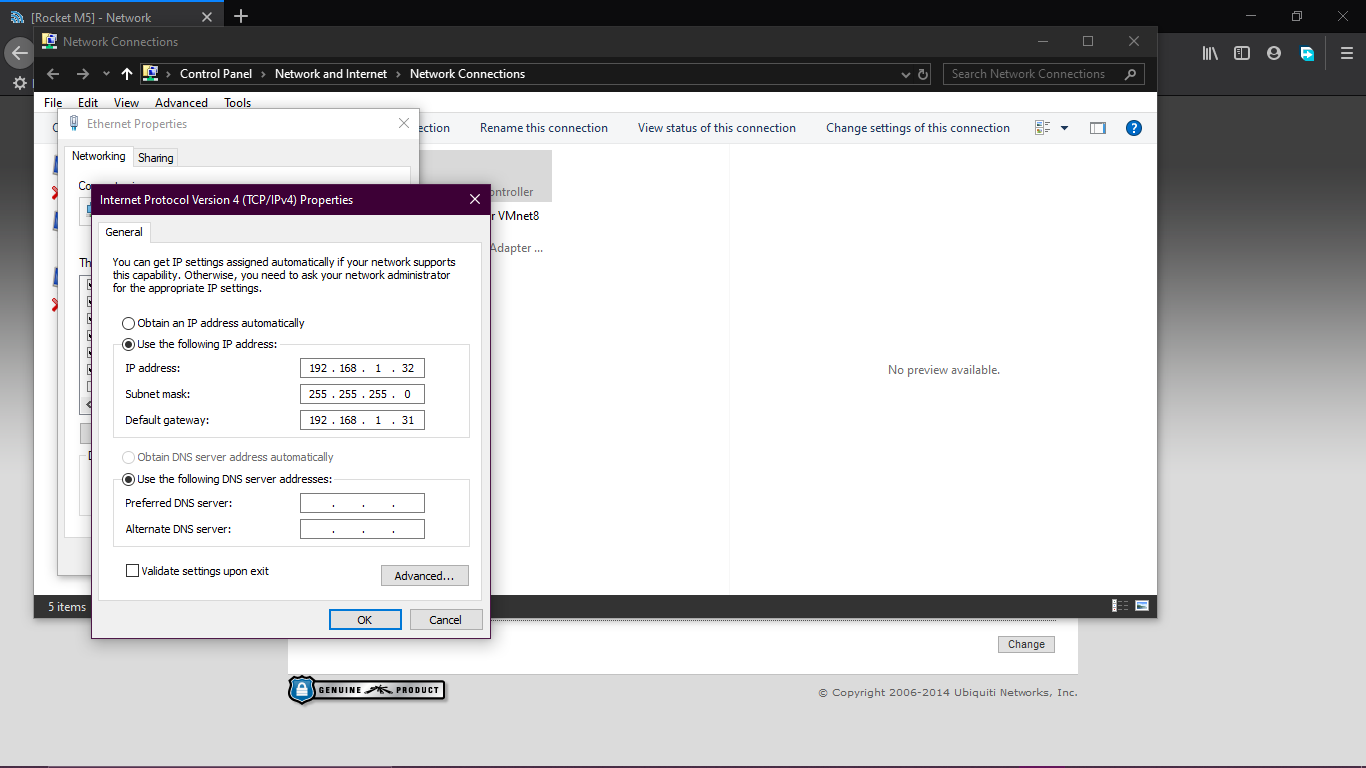 [Rocket M5] - Network
Network Connections
Control Panel
Network and Internet
Network Connections
Search Network Connections
File
Edit
View
Advanced
Tools
Ethernet Properties
Rename this connection
View status of this connection
Change settings of this connection
Networking
Sharing
Internet Protocol Version 4 (TCP/IPv4) Properties
VMnet8
Adapter ...
General
You can get IP settings assigned automatically if your network supports
this capability. Otherwise, you need to ask your network administrator
for the appropriate IP settings.
Obtain an IP address automatically
Use the following IP address:
IP address:
192 . 168 . 1 . 32
Subnet mask:
255 . 255 . 255 . 0
Default gateway:
192 . 168 . 1 . 31
No preview available.
Obtain DNS server address automatically
Use the following DNS server addresses:
Preferred DNS server:
. . .
Alternate DNS server:
. . .
Validate settings upon exit
Advanced...
5 items
OK
Cancel
Change
GENUINE PRODUCT
© Copyright 2006-2014 Ubiquiti Networks, Inc.